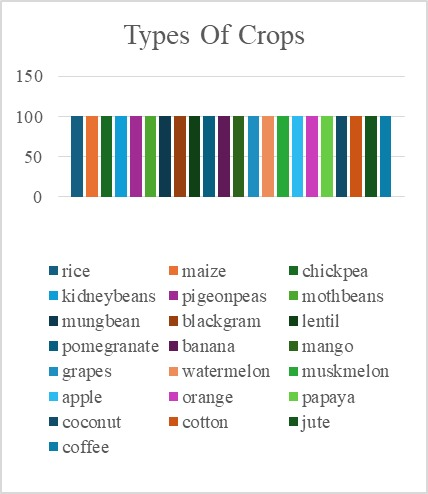 Types Of Crops
150
100
50
0
rice maize chickpea
kidneybeans pigeonpeas mothbeans
mungbean blackgram lentil
pomegranate banana mango
grapes watermelon muskmelon
apple orange papaya
coconut cotton jute
coffee